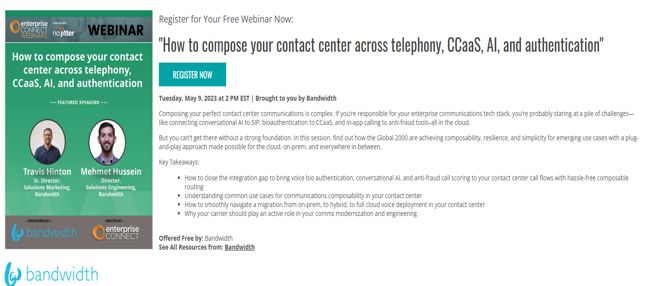 enterprise
CONNECT
WEBINARS
nojitter
WEBINAR
How to compose your contact
center across telephony,
CCaaS, AI, and authentication
--- FEATURED SPEAKERS ---
Travis Hinton
Sr. Director,
Solutions Marketing,
Bandwidth
Mehmet Hussein
Director,
Solutions Engineering,
Bandwidth
bandwidth
enterprise
CONNECT
bandwidth
Register for Your Free Webinar Now:
"How to compose your contact center across telephony, CCaaS, AI, and authentication"
REGISTER NOW
Tuesday, May 9, 2023 at 2 PM EST | Brought to you by Bandwidth
Composing your perfect contact center communications is complex. If you're responsible for your enterprise communications tech stack, you're probably staring at a pile of challenges—
like connecting conversational AI to SIP, bioauthentication to CCaaS, and in-app calling to anti-fraud tools–all in the cloud.
But you can't get there without a strong foundation. In this session, find out how the Global 2000 are achieving composability, resilience, and simplicity for emerging use cases with a plug-
and-play approach made possible for the cloud, on-prem, and everywhere in between.
Key Takeaways:
• How to close the integration gap to bring voice bio authentication, conversational AI, and anti-fraud call scoring to your contact center call flows with hassle-free composable
routing
• Understanding common use cases for communications composability in your contact center
• How to smoothly navigate a migration from on-prem, to hybrid, to full cloud voice deployment in your contact center
• Why your carrier should play an active role in your comms modernization and engineering
Offered Free by: Bandwidth
See All Resources from: Bandwidth